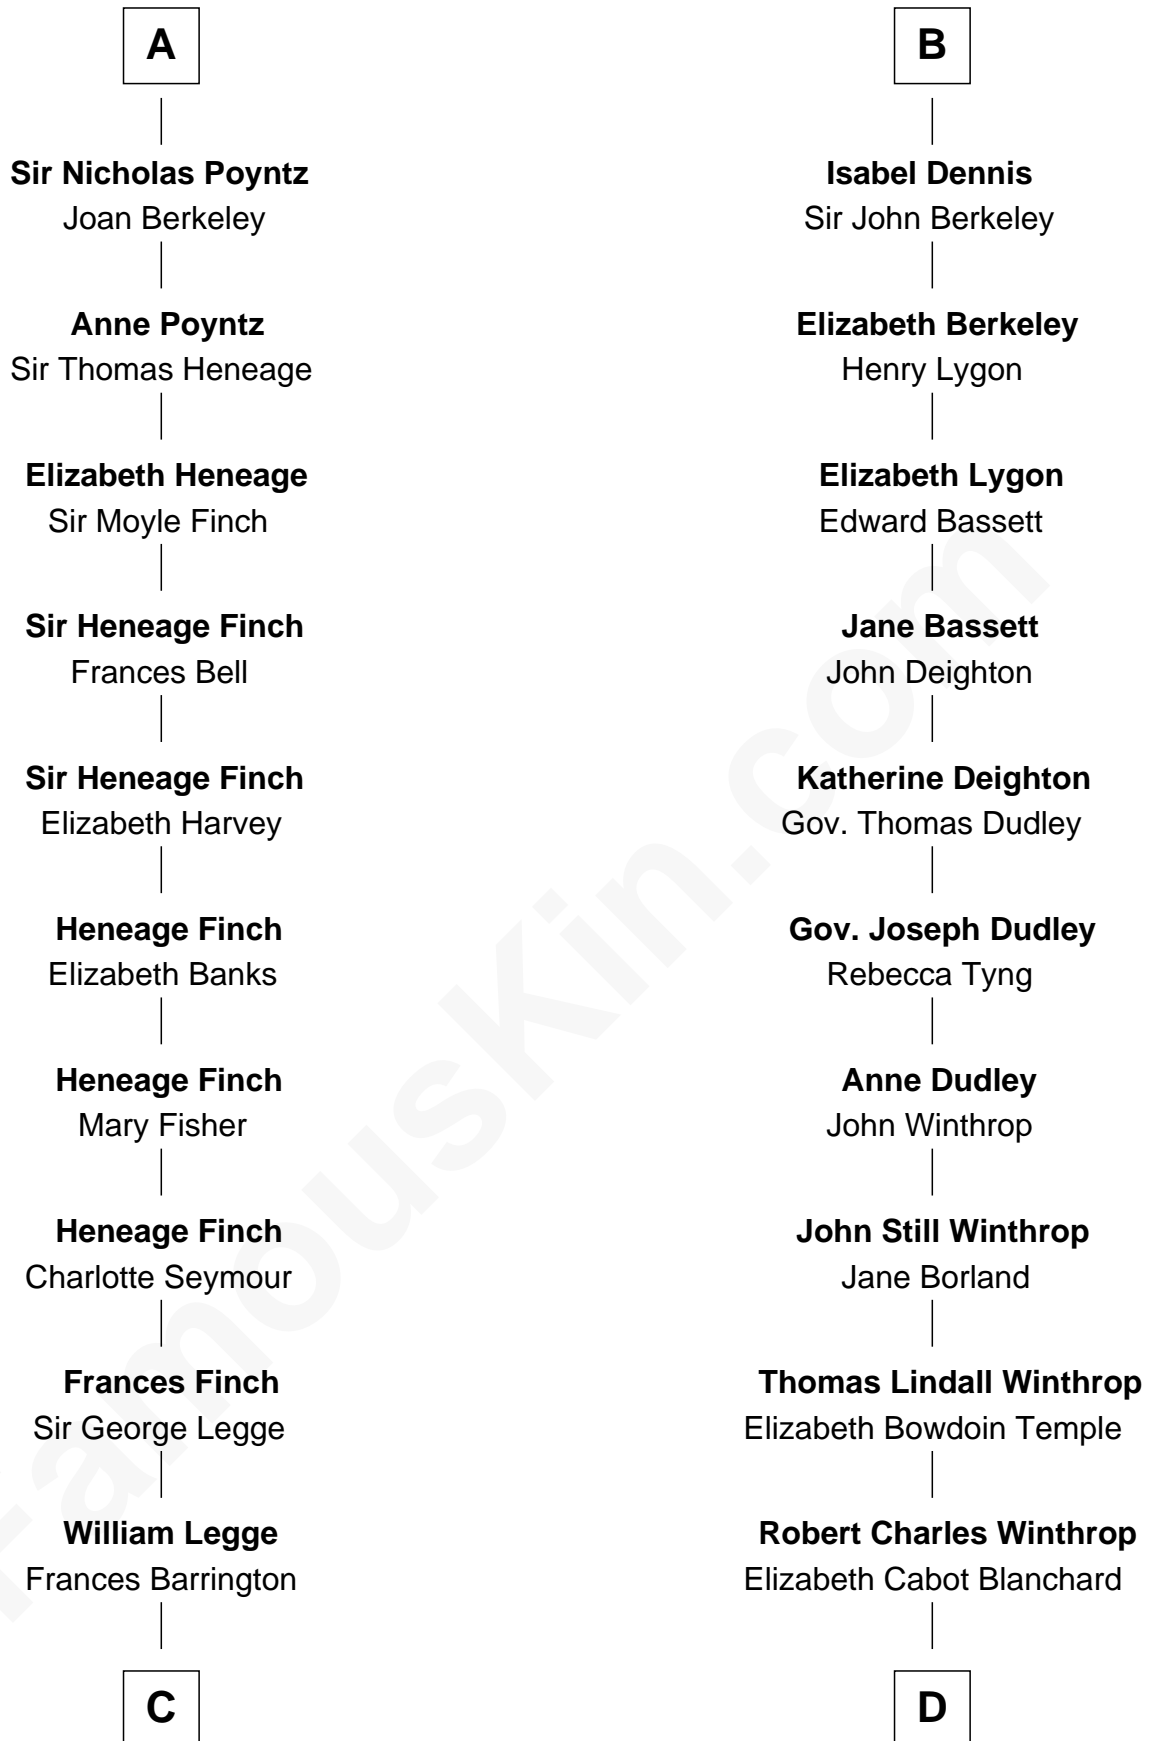 A
Sir Nicholas Poyntz
Joan Berkeley
Anne Poyntz
Sir Thomas Heneage
Elizabeth Heneage
Sir Moyle Finch
Sir Heneage Finch
Frances Bell
Sir Heneage Finch
Elizabeth Harvey
Heneage Finch
Elizabeth Banks
Heneage Finch
Mary Fisher
Heneage Finch
Charlotte Seymour
Frances Finch
Sir George Legge
William Legge
Frances Barrington
C
B
Isabel Dennis
Sir John Berkeley
Elizabeth Berkeley
Henry Lygon
Elizabeth Lygon
Edward Bassett
Jane Bassett
John Deighton
Katherine Deighton
Gov. Thomas Dudley
Gov. Joseph Dudley
Rebecca Tyng
Anne Dudley
John Winthrop
John Still Winthrop
Jane Borland
Thomas Lindall Winthrop
Elizabeth Bowdoin Temple
Robert Charles Winthrop
Elizabeth Cabot Blanchard
D
FamousKin.com